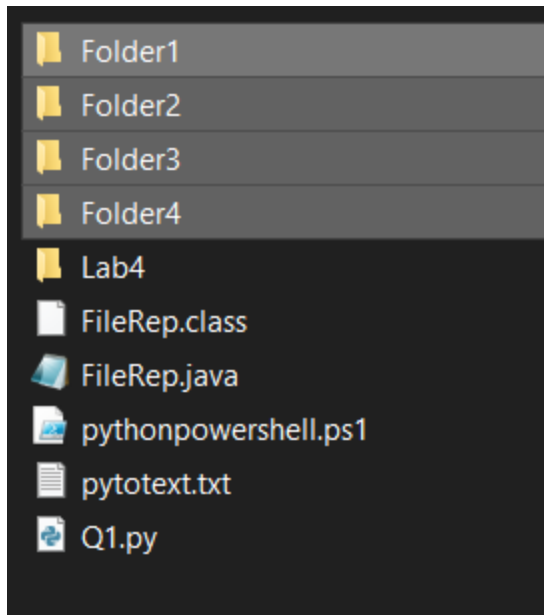 Folder1
Folder2
Folder3
Folder4
Lab4
FileRep.class
FileRep.java
pythonpowershell.ps1
pytotext.txt
Q1.py